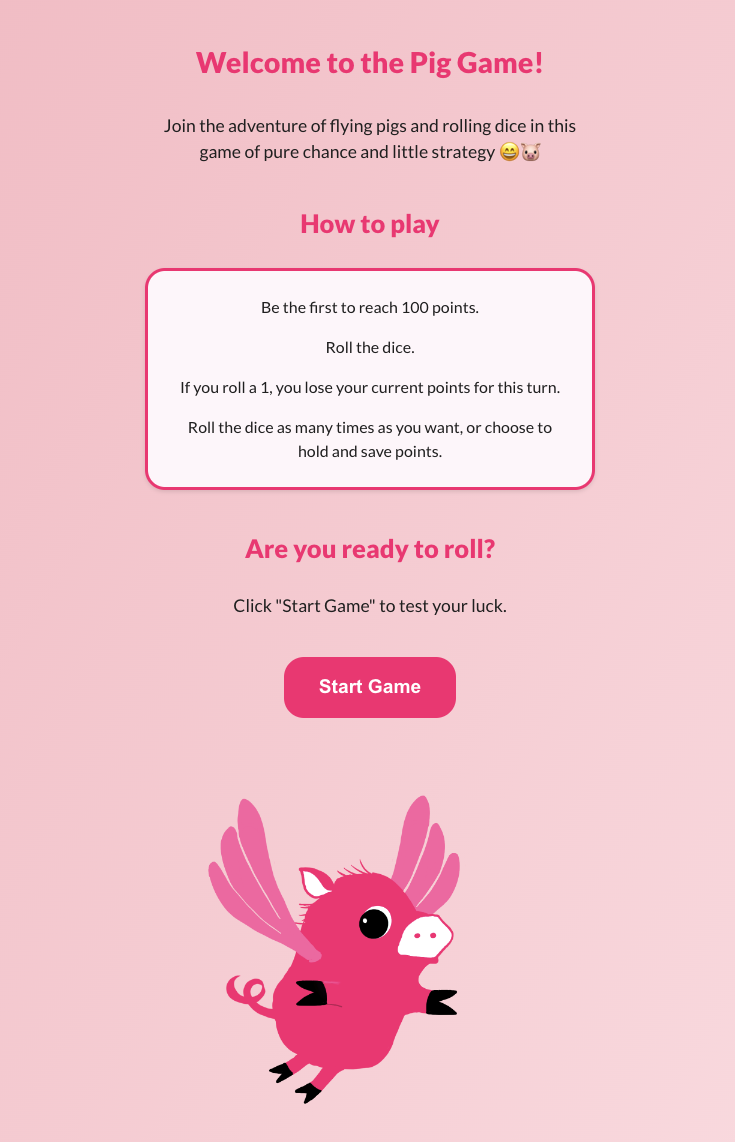 Welcome to the Pig Game!
Join the adventure of flying pigs and rolling dice in this
game of pure chance and little strategy 😄🐷
How to play
Be the first to reach 100 points.
Roll the dice.
If you roll a 1, you lose your current points for this turn.
Roll the dice as many times as you want, or choose to
hold and save points.
Are you ready to roll?
Click "Start Game" to test your luck.
Start Game